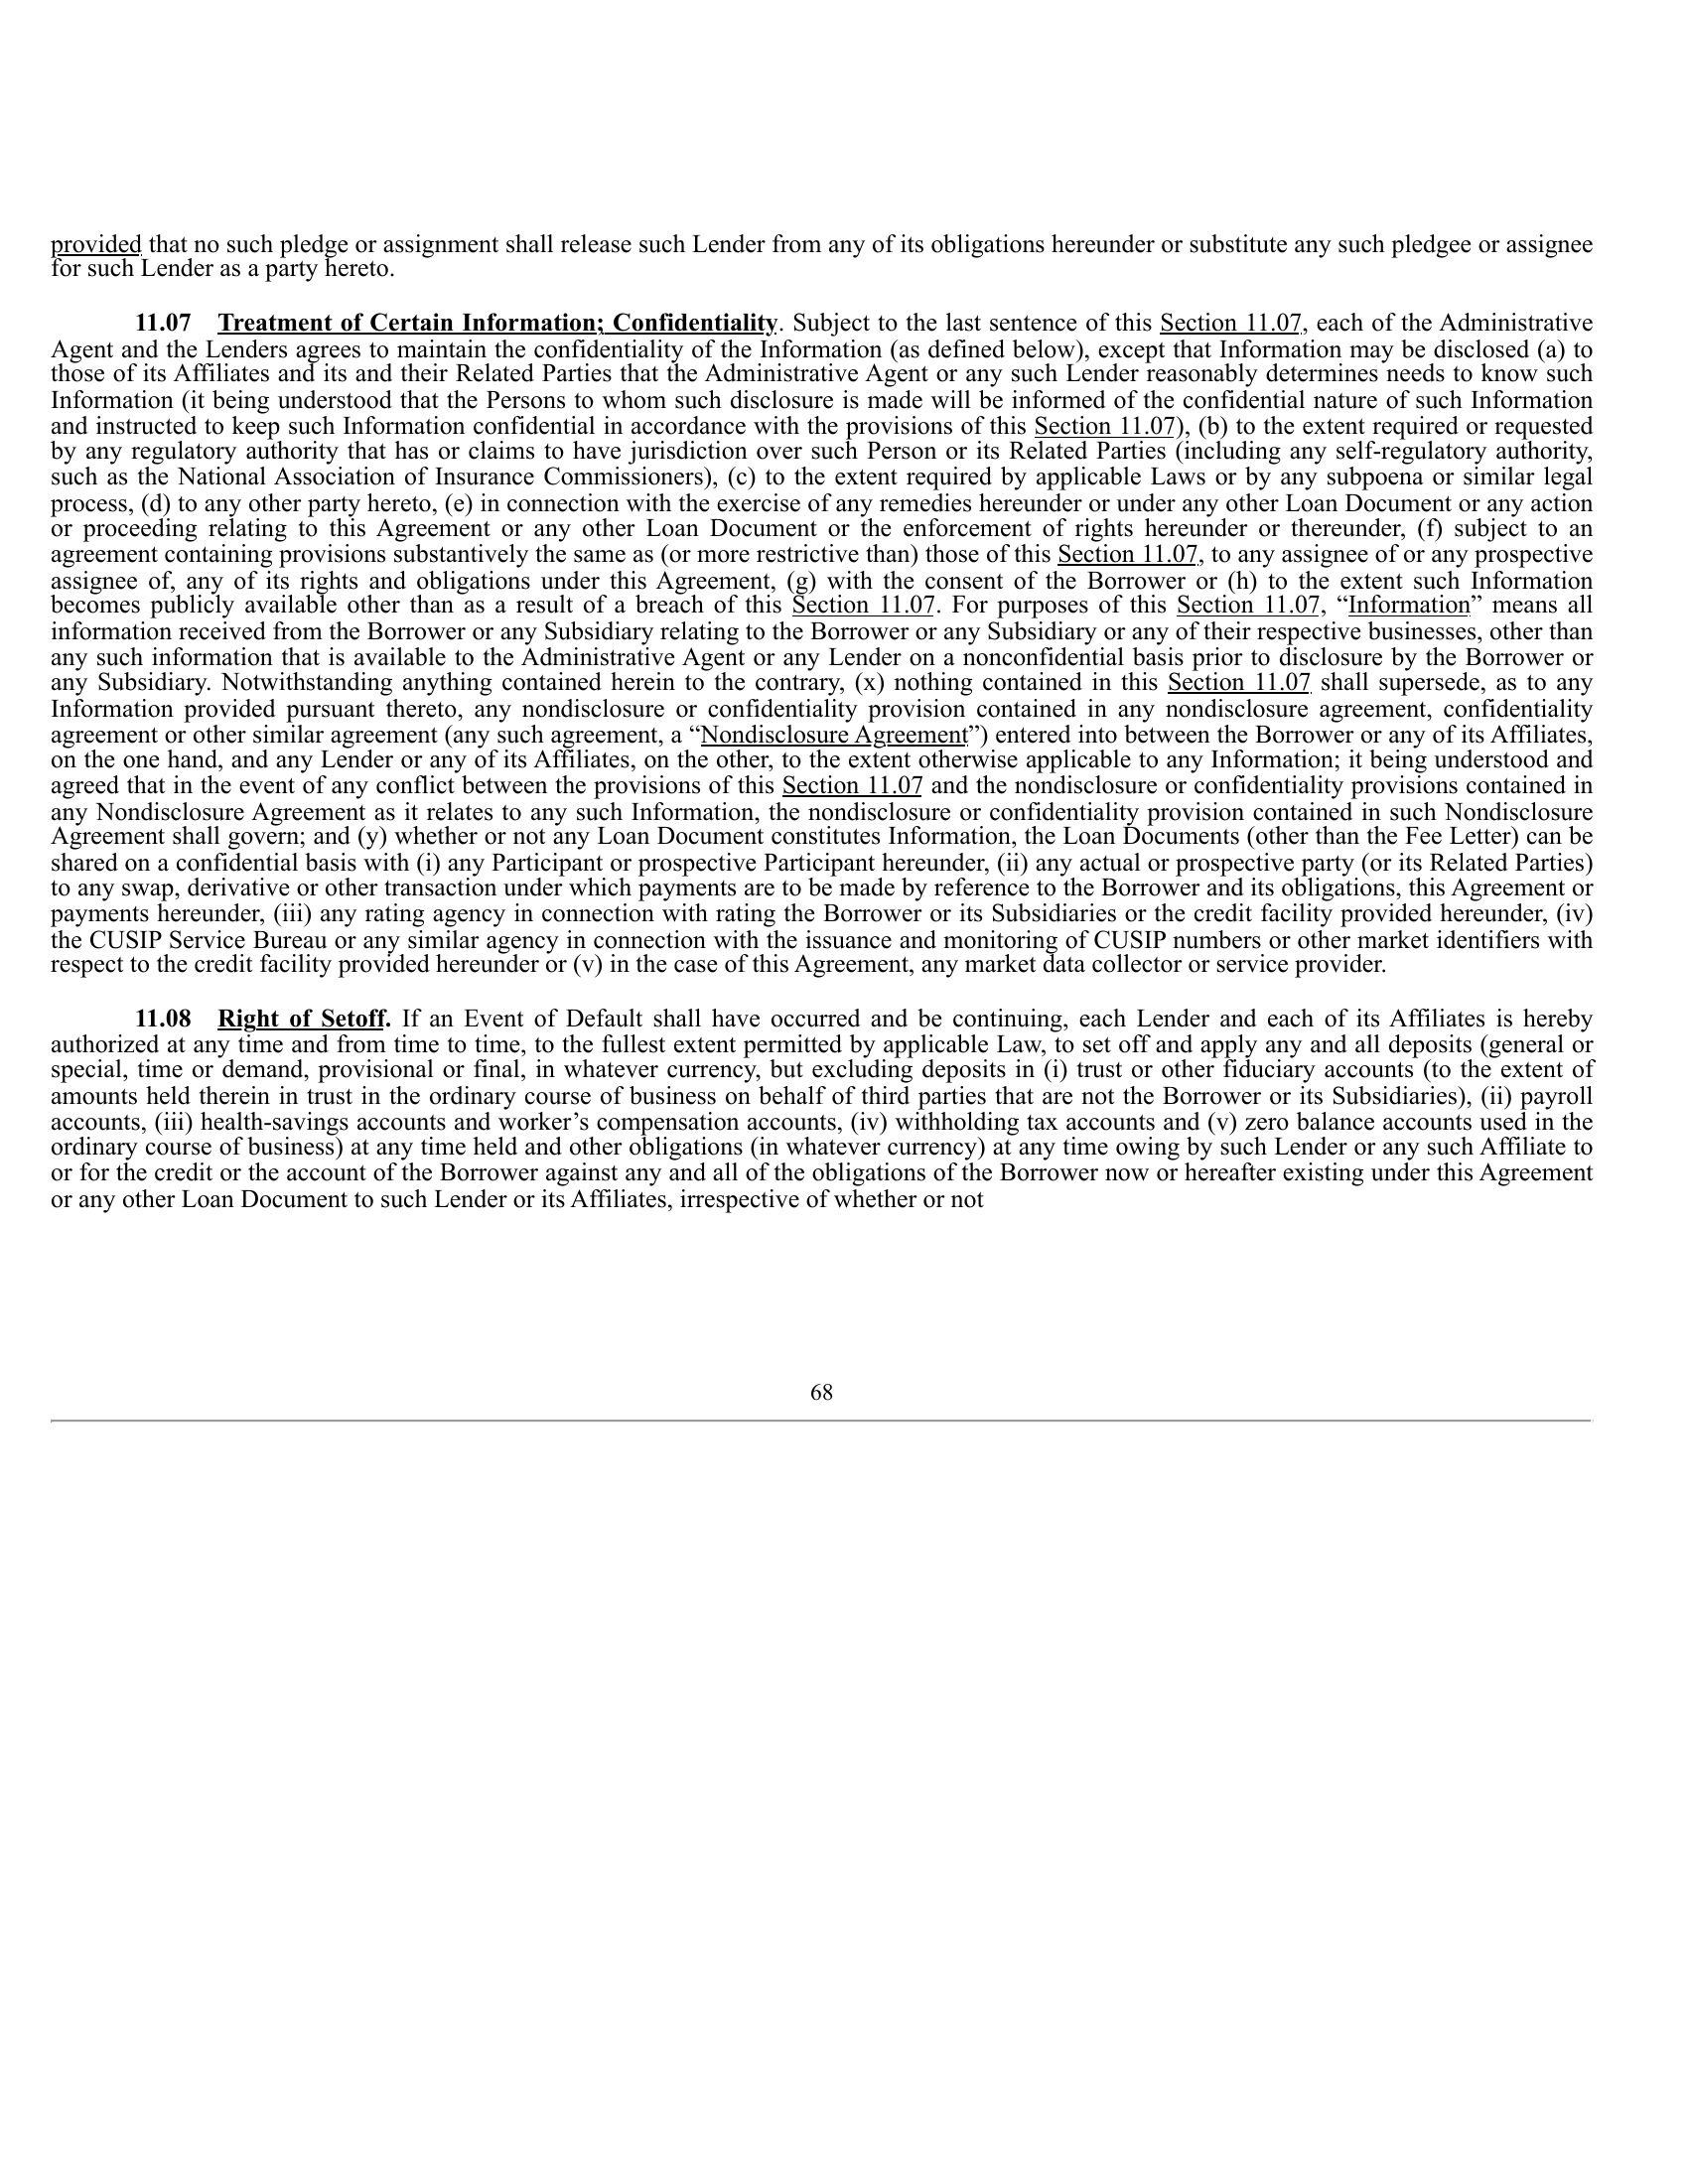 provided that no such pledge or assignment shall release such Lender from any of its obligations hereunder or substitute any such pledgee or assignee
for such Lender as a party hereto.
11.07 Treatment of Certain Information; Confidentiality. Subject to the last sentence of this Section 11.07, each of the Administrative
Agent and the Lenders agrees to maintain the confidentiality of the Information (as defined below), except that Information may be disclosed (a) to
those of its Affiliates and its and their Related Parties that the Administrative Agent or any such Lender reasonably determines needs to know such
Information (it being understood that the Persons to whom such disclosure is made will be informed of the confidential nature of such Information
and instructed to keep such Information confidential in accordance with the provisions of this Section 11.07), (b) to the extent required or requested
by any regulatory authority that has or claims to have jurisdiction over such Person or its Related Parties (including any self-regulatory authority,
such as the National Association of Insurance Commissioners), (c) to the extent required by applicable Laws or by any subpoena or similar legal
process, (d) to any other party hereto, (e) in connection with the exercise of any remedies hereunder or under any other Loan Document or any action
or proceeding relating to this Agreement or any other Loan Document or the enforcement of rights hereunder or thereunder, (f) subject to an
agreement containing provisions substantively the same as (or more restrictive than) those of this Section 11.07, to any assignee of or any prospective
assignee of, any of its rights and obligations under this Agreement, (g) with the consent of the Borrower or (h) to the extent such Information
becomes publicly available other than as a result of a breach of this Section 11.07. For purposes of this Section 11.07, “Information” means all
information received from the Borrower or any Subsidiary relating to the Borrower or any Subsidiary or any of their respective businesses, other than
any such information that is available to the Administrative Agent or any Lender on a nonconfidential basis prior to disclosure by the Borrower or
any Subsidiary. Notwithstanding anything contained herein to the contrary, (x) nothing contained in this Section 11.07 shall supersede, as to any
Information provided pursuant thereto, any nondisclosure or confidentiality provision contained in any nondisclosure agreement, confidentiality
agreement or other similar agreement (any such agreement, a “Nondisclosure Agreement”) entered into between the Borrower or any of its Affiliates,
on the one hand, and any Lender or any of its Affiliates, on the other, to the extent otherwise applicable to any Information; it being understood and
agreed that in the event of any conflict between the provisions of this Section 11.07 and the nondisclosure or confidentiality provisions contained in
any Nondisclosure Agreement as it relates to any such Information, the nondisclosure or confidentiality provision contained in such Nondisclosure
Agreement shall govern; and (y) whether or not any Loan Document constitutes Information, the Loan Documents (other than the Fee Letter) can be
shared on a confidential basis with (i) any Participant or prospective Participant hereunder, (ii) any actual or prospective party (or its Related Parties)
to any swap, derivative or other transaction under which payments are to be made by reference to the Borrower and its obligations, this Agreement or
payments hereunder, (iii) any rating agency in connection with rating the Borrower or its Subsidiaries or the credit facility provided hereunder, (iv)
the CUSIP Service Bureau or any similar agency in connection with the issuance and monitoring of CUSIP numbers or other market identifiers with
respect to the credit facility provided hereunder or (v) in the case of this Agreement, any market data collector or service provider.
11.08 Right of Setoff. If an Event of Default shall have occurred and be continuing, each Lender and each of its Affiliates is hereby
authorized at any time and from time to time, to the fullest extent permitted by applicable Law, to set off and apply any and all deposits (general or
special, time or demand, provisional or final, in whatever currency, but excluding deposits in (i) trust or other fiduciary accounts (to the extent of
amounts held therein in trust in the ordinary course of business on behalf of third parties that are not the Borrower or its Subsidiaries), (ii) payroll
accounts, (iii) health-savings accounts and worker’s compensation accounts, (iv) withholding tax accounts and (v) zero balance accounts used in the
ordinary course of business) at any time held and other obligations (in whatever currency) at any time owing by such Lender or any such Affiliate to
or for the credit or the account of the Borrower against any and all of the obligations of the Borrower now or hereafter existing under this Agreement
or any other Loan Document to such Lender or its Affiliates, irrespective of whether or not
68